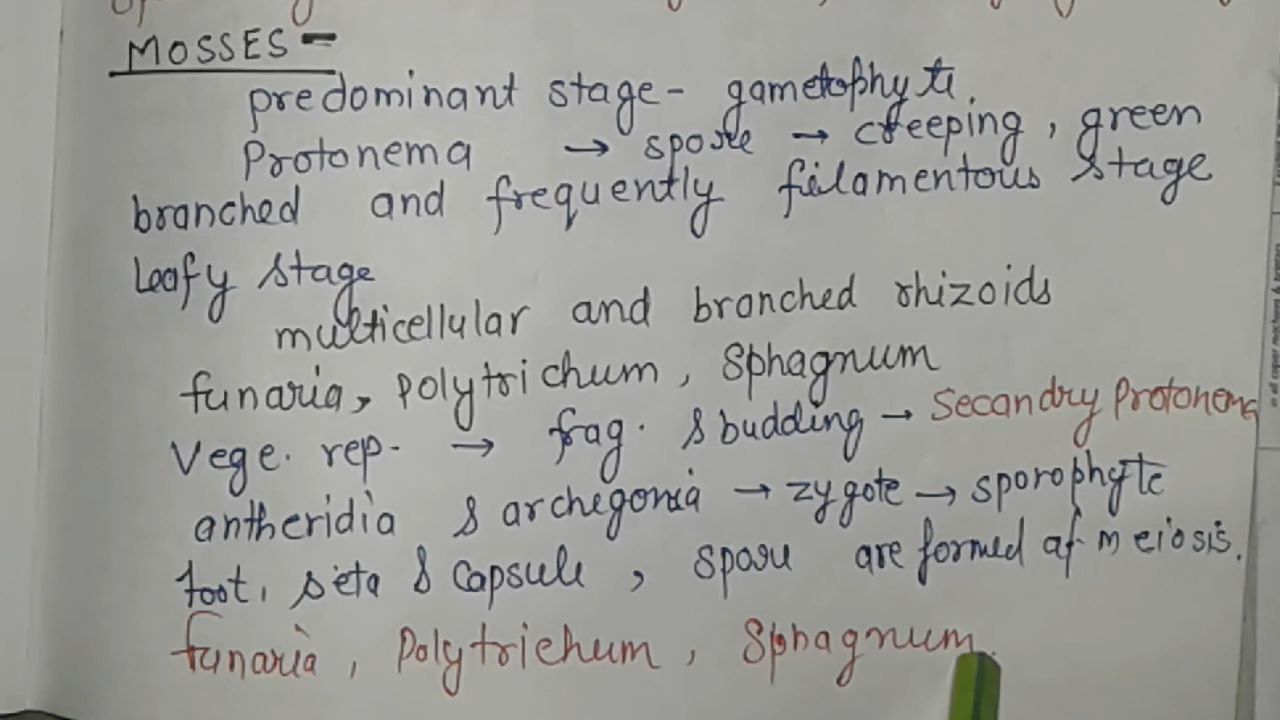 MOSSES -
predominant stage - gametophyte.
Protonema → spore → creeping, green
branched and frequently filamentous stage
Leafy stage
multicellular and branched rhizoids
funaria, polytrichum, Sphagnum
Vege. rep. → frag. & budding → Secandry Protonema
antheridia & archegonia → zygote → sporophyte
foot, seta & capsule, spore are formed af meiosis.
funaria, Polytrichum, Sphagnum.